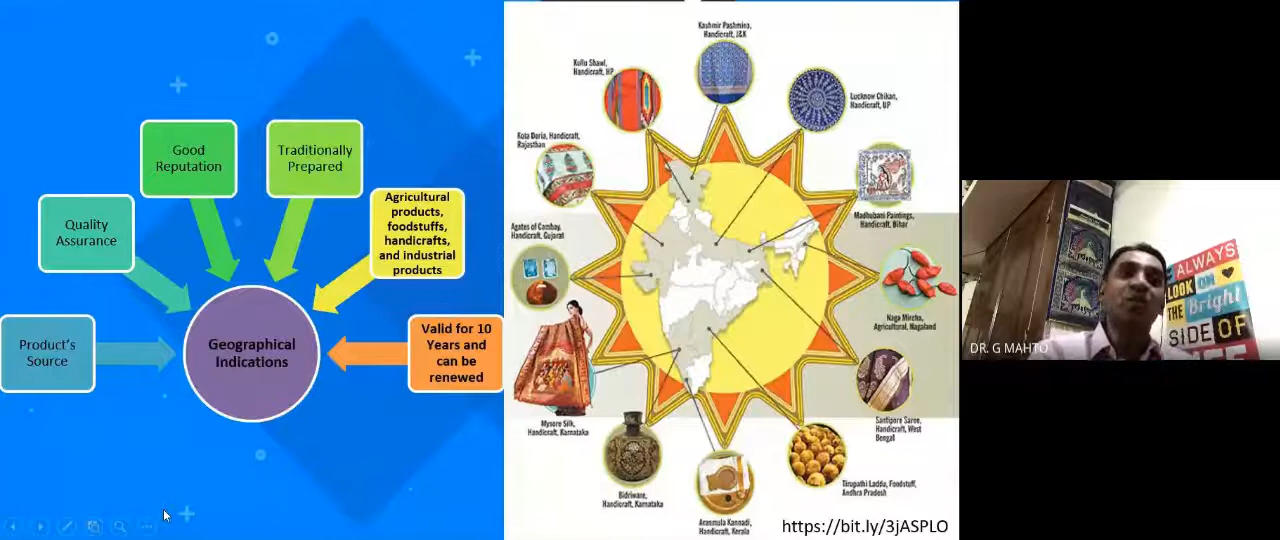 Good
Reputation
Traditionally
Prepared
Quality
Assurance
Agricultural
products,
foodstuffs,
handicrafts,
and industrial
products
Product's
Source
Geographical
Indications
Valid for 10
Years and
can be
renewed
Kashmir Pashmina,
Handicraft, J&K
Kullu Shawl,
Handicraft, HP
Lucknow Chikan,
Handicraft, UP
Kota Doria, Handicraft,
Rajasthan
Madhubani Paintings,
Handicraft, Bihar
Agates of Cambay,
Handicraft, Gujarat
Naga Mircha,
Agricultural, Nagaland
Mysore Silk,
Handicraft, Karnataka
Santipore Saree,
Handicraft, West
Bengal
Bidriware,
Handicraft, Karnataka
Tirupathi Laddu, Foodstuff,
Andhra Pradesh
Aranmula Kannadi,
Handicraft, Kerala
https://bit.ly/3jASPLO
ALWAYS
LOOK ON
THE Bright
SIDE OF
DR. G MAHTO